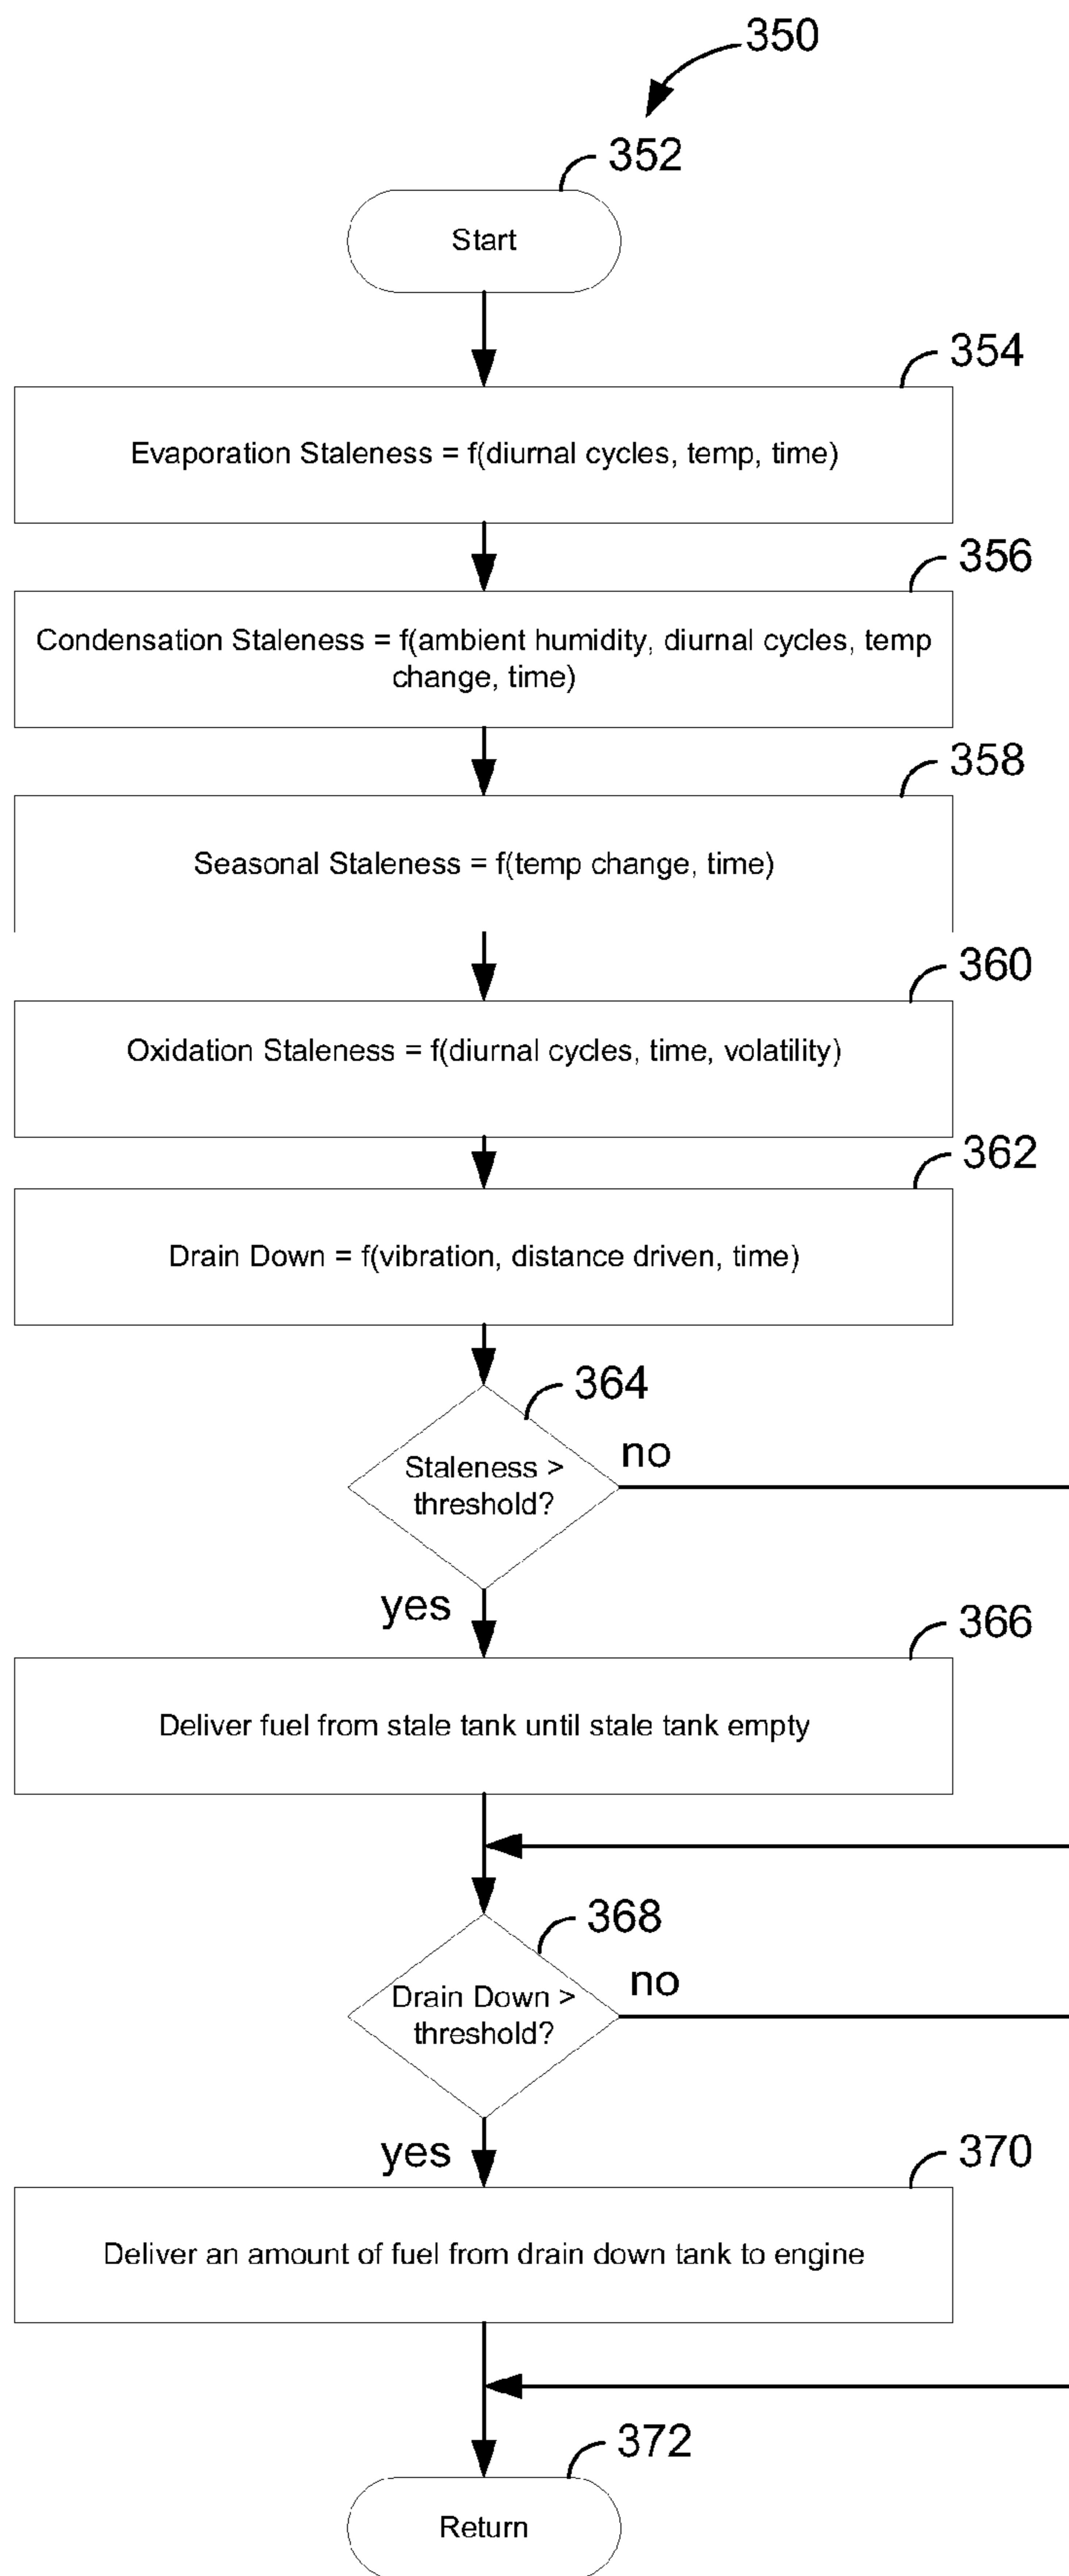 350
352
Start
354
Evaporation Staleness = f(diurnal cycles, temp, time)
356
Condensation Staleness = f(ambient humidity, diurnal cycles, temp
change, time)
358
Seasonal Staleness = f(temp change, time)
360
Oxidation Staleness = f(diurnal cycles, time, volatility)
362
Drain Down = f(vibration, distance driven, time)
364
Staleness >
threshold?
no
yes
366
Deliver fuel from stale tank until stale tank empty
368
Drain Down >
threshold?
no
yes
370
Deliver an amount of fuel from drain down tank to engine
372
Return